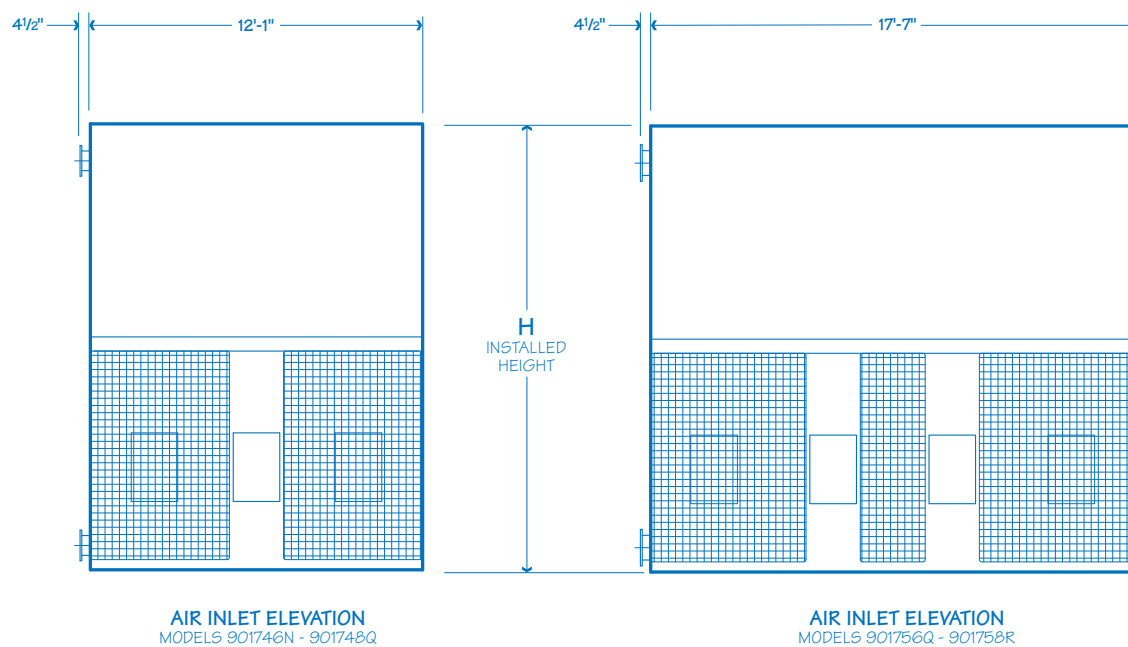 4 1/2" 12'-1" 4 1/2" 17'-7"
H
INSTALLED
HEIGHT
AIR INLET ELEVATION
MODELS 901746N - 901748Q
AIR INLET ELEVATION
MODELS 901756Q - 901758R